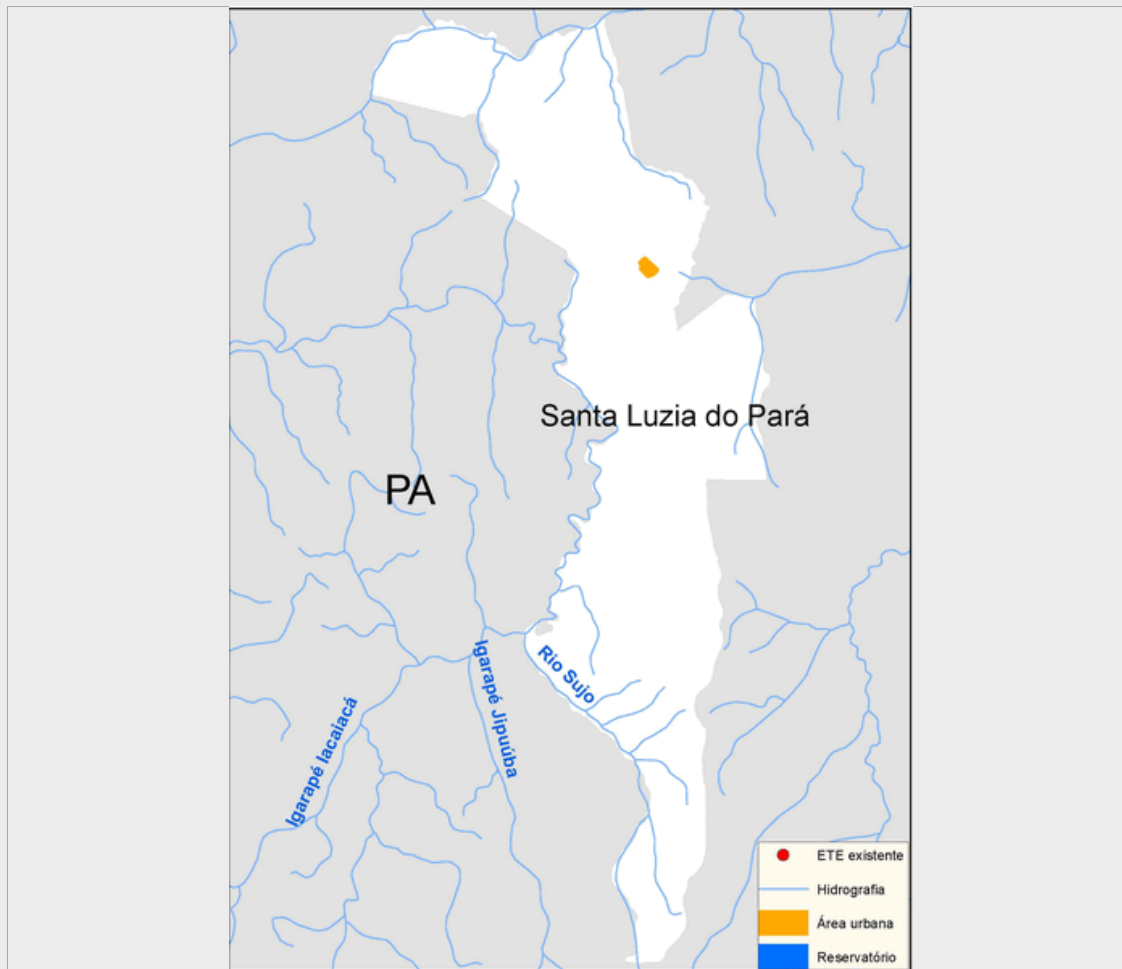 Santa Luzia do Pará
PA
Rio Sujo
Igarapé Jipuúba
Igarapé Iacaiacá
ETE existente
Hidrografia
Área urbana
Reservatório